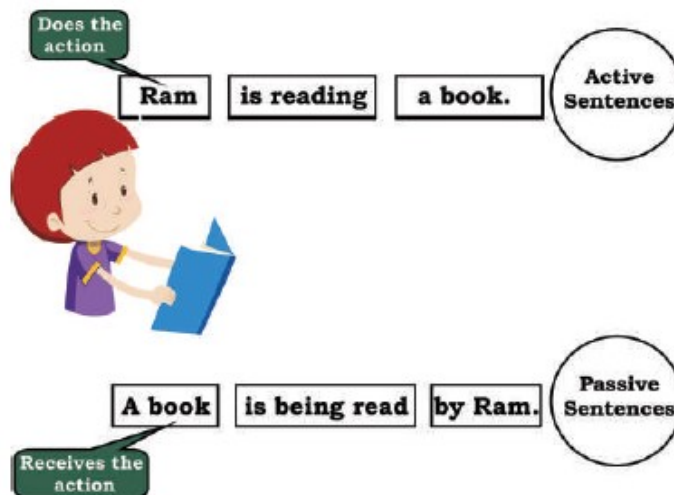 Does the
action
Ram is reading a book.
Active
Sentences
A book is being read by Ram.
Passive
Sentences
Receives the
action